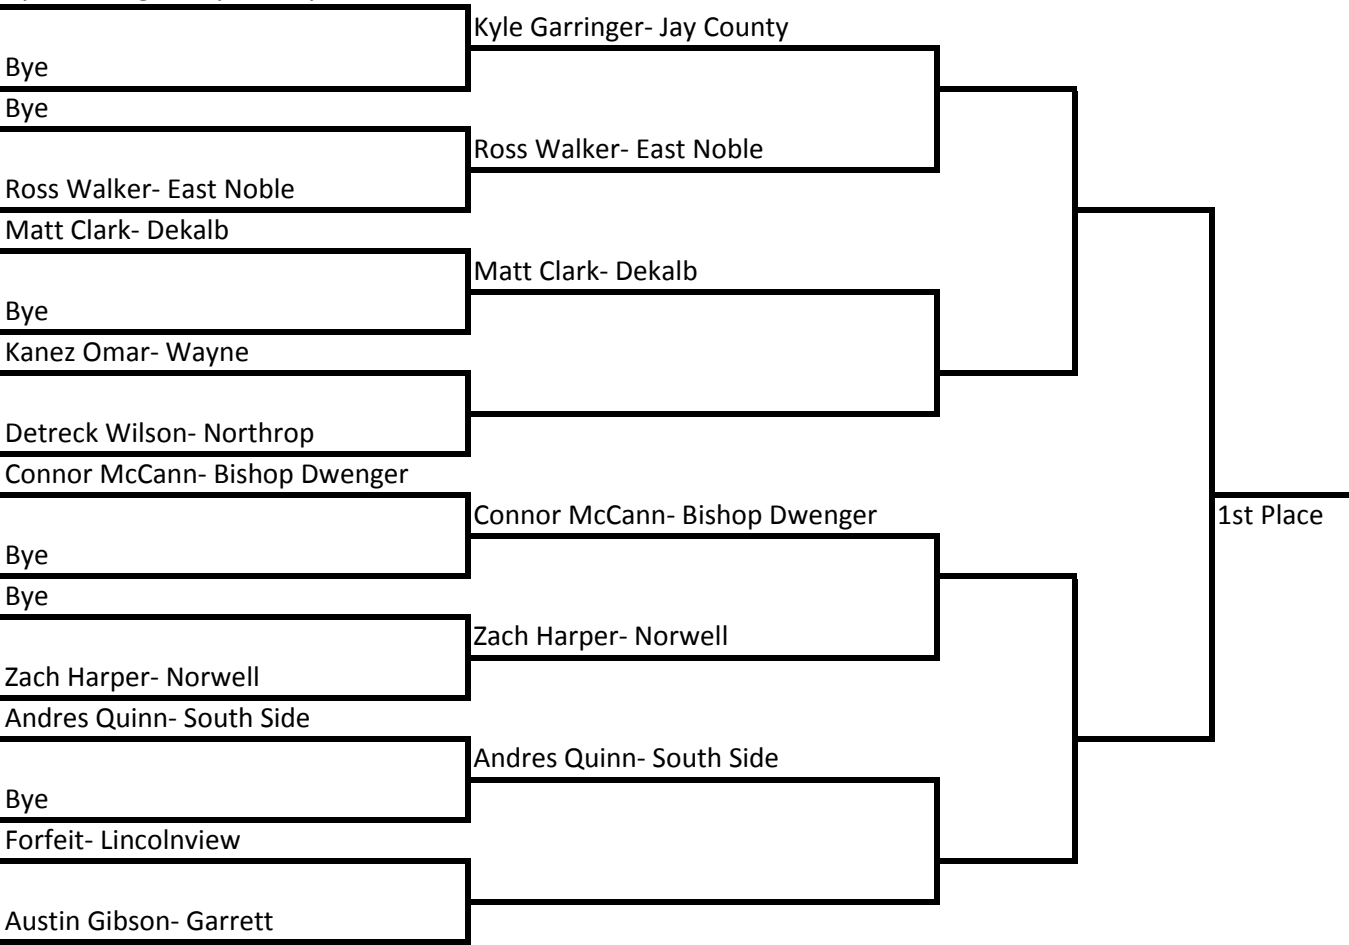 Kyle Garringer- Jay County
Bye
Bye
Ross Walker- East Noble
Ross Walker- East Noble
Matt Clark- Dekalb
Matt Clark- Dekalb
Bye
Kanez Omar- Wayne
Detreck Wilson- Northrop
Connor McCann- Bishop Dwenger
Connor McCann- Bishop Dwenger
1st Place
Bye
Bye
Zach Harper- Norwell
Zach Harper- Norwell
Andres Quinn- South Side
Andres Quinn- South Side
Bye
Forfeit- Lincolnview
Austin Gibson- Garrett